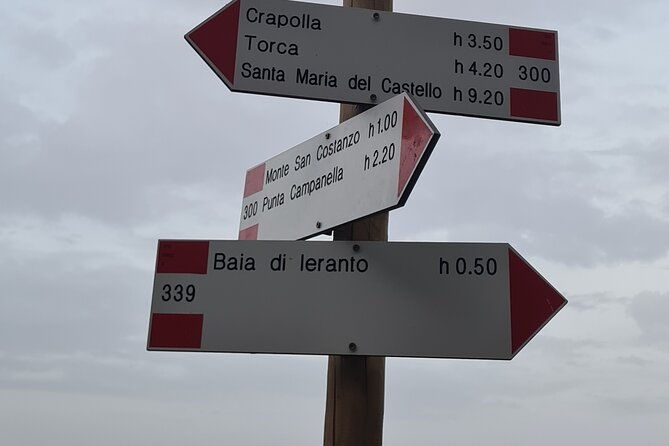 Crapolla h 3.50
Torca h 4.20 300
Santa Maria del Castello h 9.20
Monte San Costanzo h 1.00
300 Punta Campanella h 2.20
Baia di Ieranto h 0.50
339